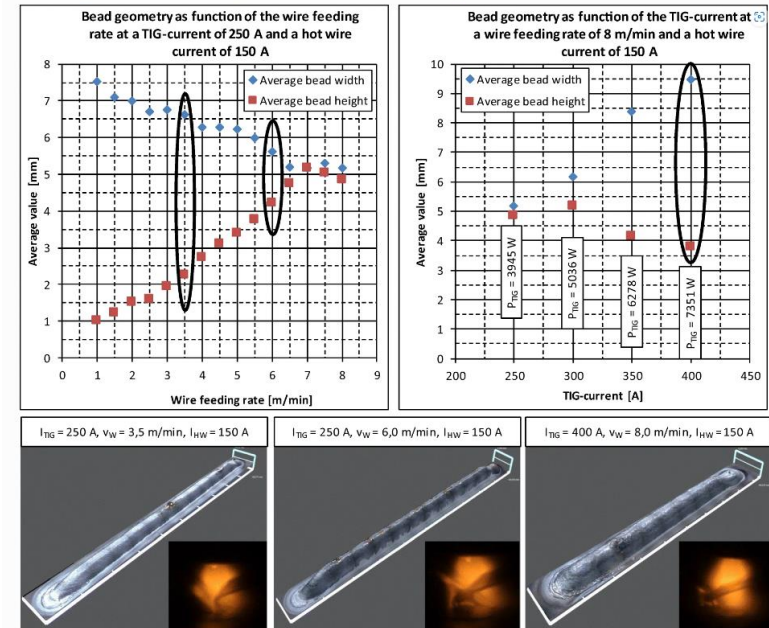 Bead geometry as function of the wire feeding
rate at a TIG-current of 250 A and a hot wire
current of 150 A
8
7
6
5
4
3
2
1
0
Average value [mm]
Average bead width
Average bead height
0 1 2 3 4 5 6 7 8 9
Wire feeding rate [m/min]
Bead geometry as function of the TIG-current at
a wire feeding rate of 8 m/min and a hot wire
current of 150 A
10
9
8
7
6
5
4
3
2
1
0
Average value [mm]
Average bead width
Average bead height
PTIG = 3945 W
PTIG = 5036 W
PTIG = 6278 W
PTIG = 7351 W
200 250 300 350 400 450
TIG-current [A]
ITIG = 250 A, vW = 3,5 m/min, IHW = 150 A
ITIG = 250 A, vW = 6,0 m/min, IHW = 150 A
ITIG = 400 A, vW = 8,0 m/min, IHW = 150 A